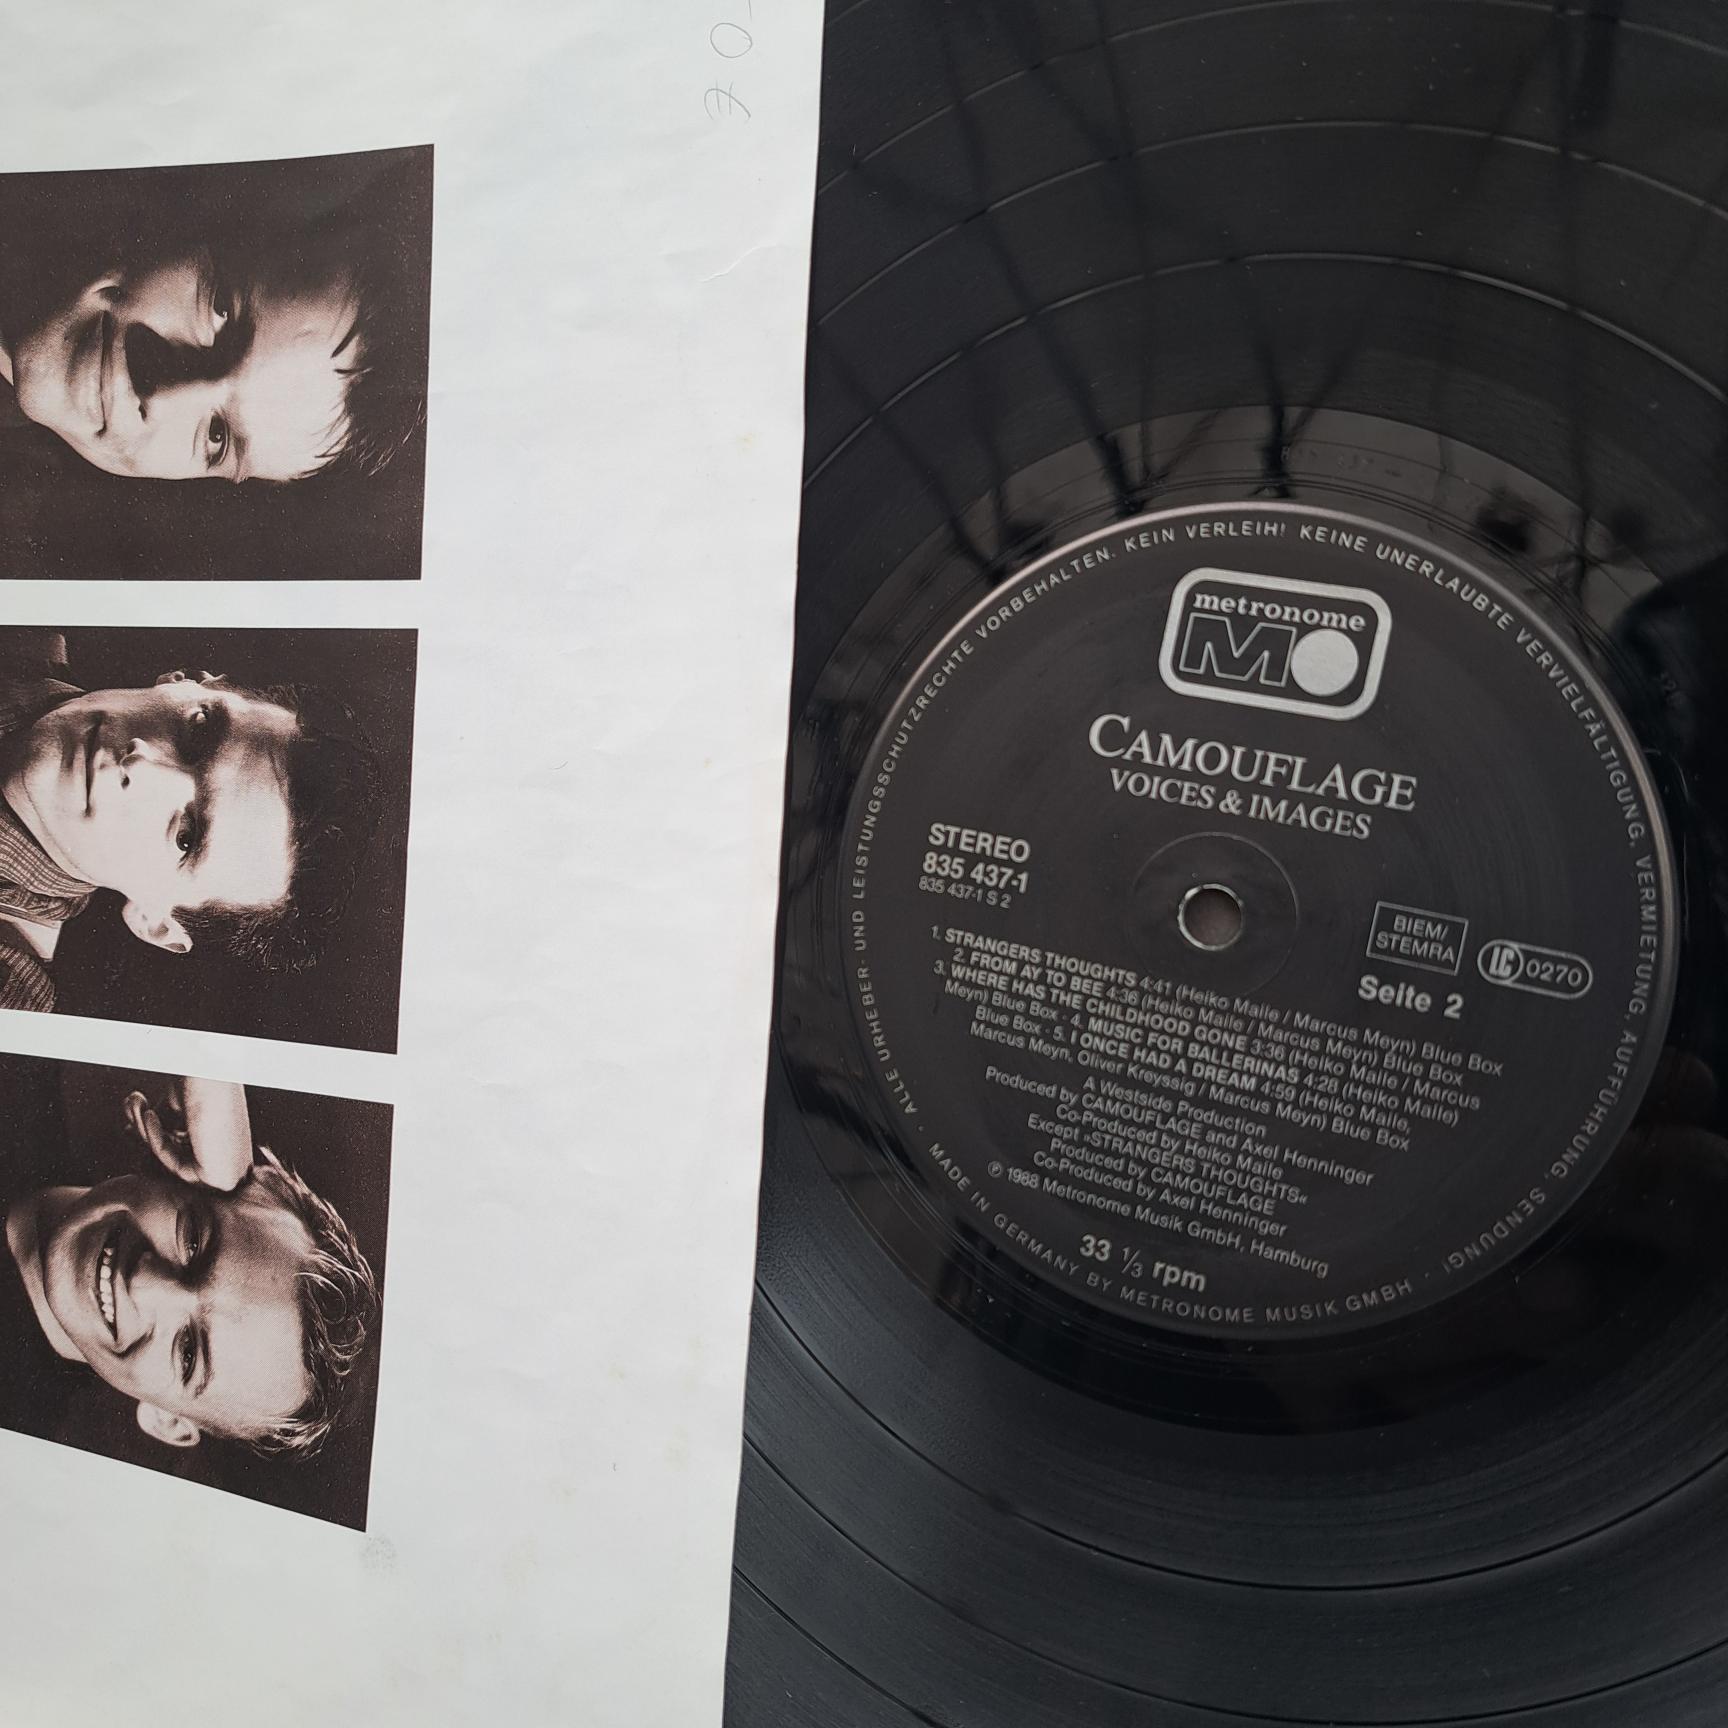 70-
metronome
CAMOUFLAGE
VOICES & IMAGES
STEREO
835 437-1
835 437-1 S 2
BIEM/
STEMRA
LC 0270
Seite 2
1. STRANGERS THOUGHTS 4:41 (Heiko Maile / Marcus Meyn) Blue Box
2. FROM AY TO BEE 4:36 (Heiko Maile / Marcus Meyn) Blue Box
3. WHERE HAS THE CHILDHOOD GONE 3:36 (Heiko Maile / Marcus
Meyn) Blue Box · 4. MUSIC FOR BALLERINAS 4:28 (Heiko Maile)
Blue Box · 5. I ONCE HAD A DREAM 4:59 (Heiko Maile,
Marcus Meyn, Oliver Kreyssig / Marcus Meyn) Blue Box
A Westside Production
Produced by CAMOUFLAGE and Axel Henninger
Co-Produced by Heiko Maile
Except »STRANGERS THOUGHTS«
Produced by CAMOUFLAGE
Co-Produced by Axel Henninger
℗ 1988 Metronome Musik GmbH, Hamburg
33 1/3 rpm
ALLE URHEBER- UND LEISTUNGSSCHUTZRECHTE VORBEHALTEN. KEIN VERLEIH! KEINE UNERLAUBTE VERVIELFÄLTIGUNG, VERMIETUNG, AUFFÜHRUNG, SENDUNG! ·
MADE IN GERMANY BY METRONOME MUSIK GMBH ·